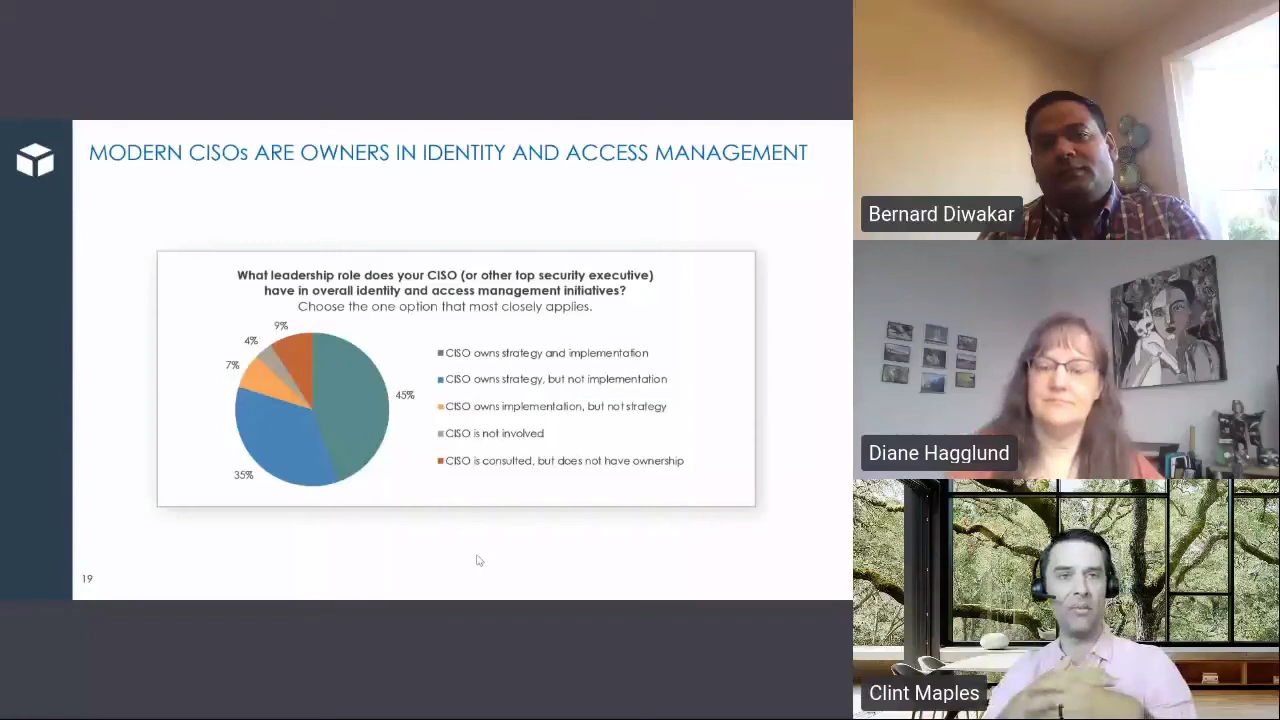 MODERN CISOs ARE OWNERS IN IDENTITY AND ACCESS MANAGEMENT
What leadership role does your CISO (or other top security executive)
have in overall identity and access management initiatives?
Choose the one option that most closely applies.
9%
4%
7%
45%
35%
CISO owns strategy and implementation
CISO owns strategy, but not implementation
CISO owns implementation, but not strategy
CISO is not involved
CISO is consulted, but does not have ownership
19
Bernard Diwakar
Diane Hagglund
Clint Maples